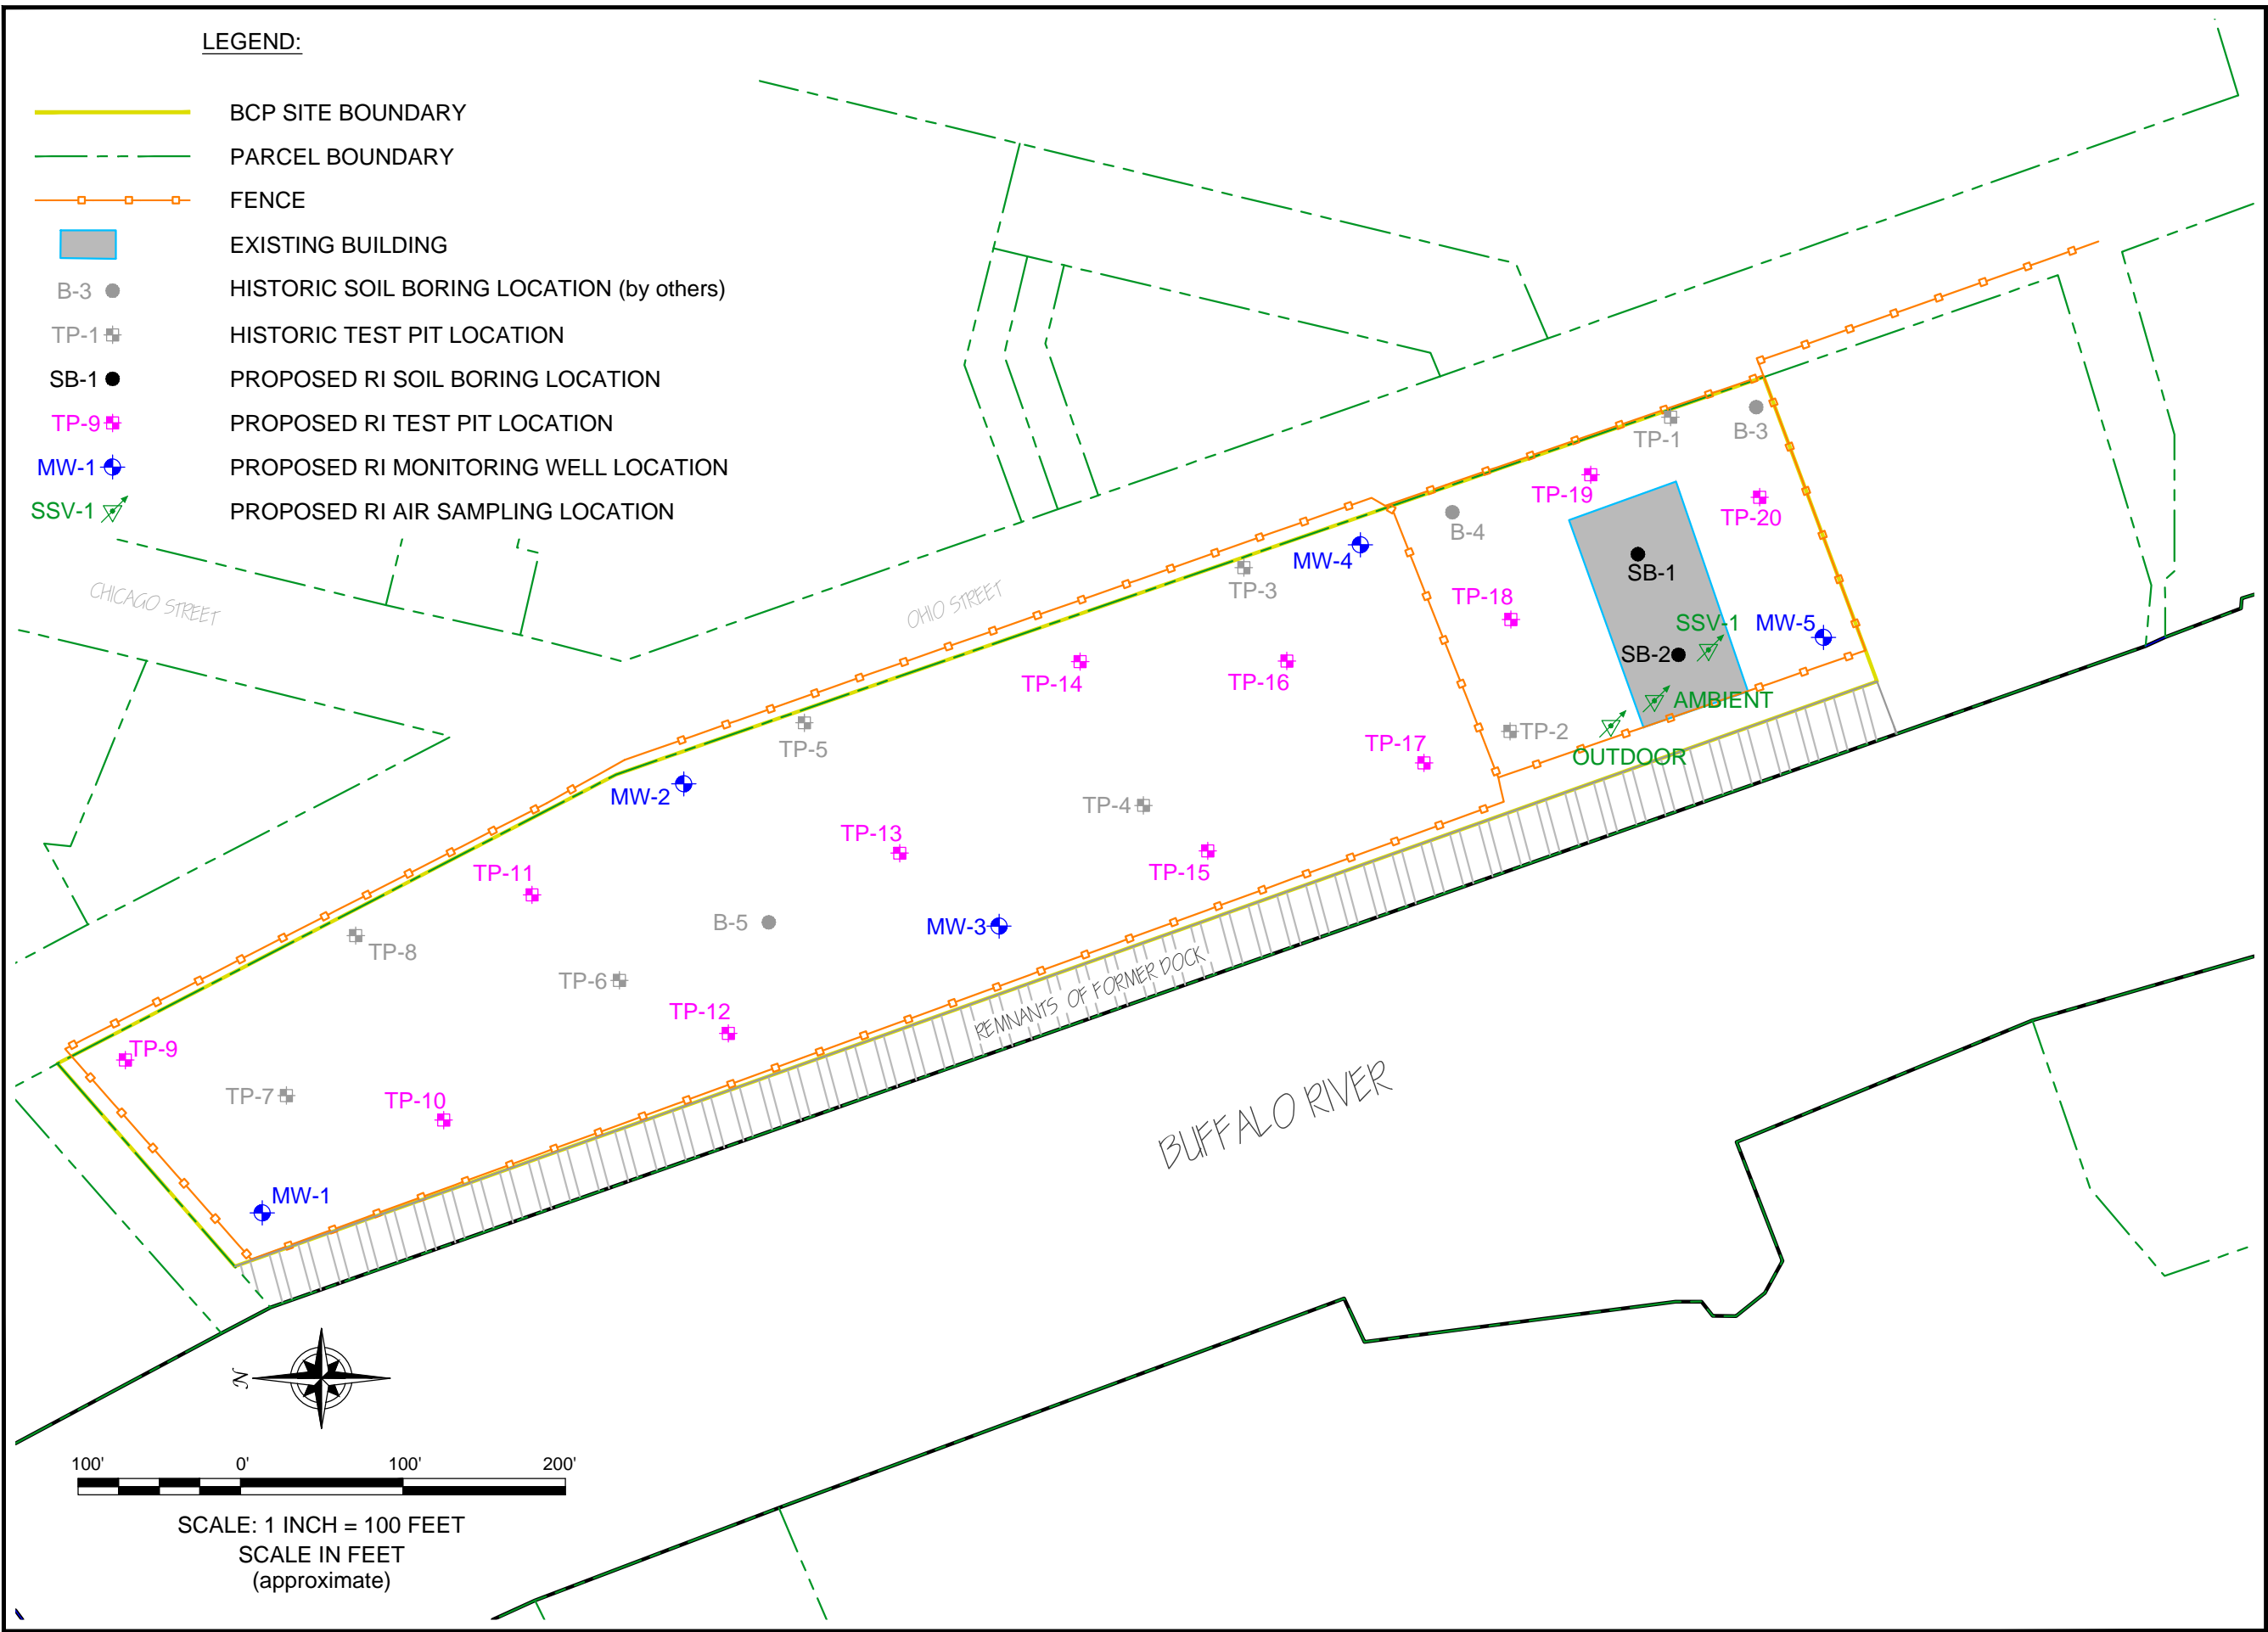 LEGEND:
BCP SITE BOUNDARY
PARCEL BOUNDARY
FENCE
EXISTING BUILDING
B-3 HISTORIC SOIL BORING LOCATION (by others)
TP-1 HISTORIC TEST PIT LOCATION
SB-1 PROPOSED RI SOIL BORING LOCATION
TP-9 PROPOSED RI TEST PIT LOCATION
MW-1 PROPOSED RI MONITORING WELL LOCATION
SSV-1 PROPOSED RI AIR SAMPLING LOCATION
CHICAGO STREET
OHIO STREET
TP-1
B-3
TP-19
TP-20
B-4
MW-4
SB-1
TP-3
TP-18
SSV-1
MW-5
SB-2
TP-14
TP-16
AMBIENT
TP-2
OUTDOOR
TP-17
TP-5
MW-2
TP-4
TP-13
TP-15
TP-11
B-5
MW-3
TP-8
TP-6
REMNANTS OF FORMER DOCK
TP-12
TP-9
TP-7
TP-10
BUFFALO RIVER
MW-1
N
100' 0' 100' 200'
SCALE: 1 INCH = 100 FEET
SCALE IN FEET
(approximate)